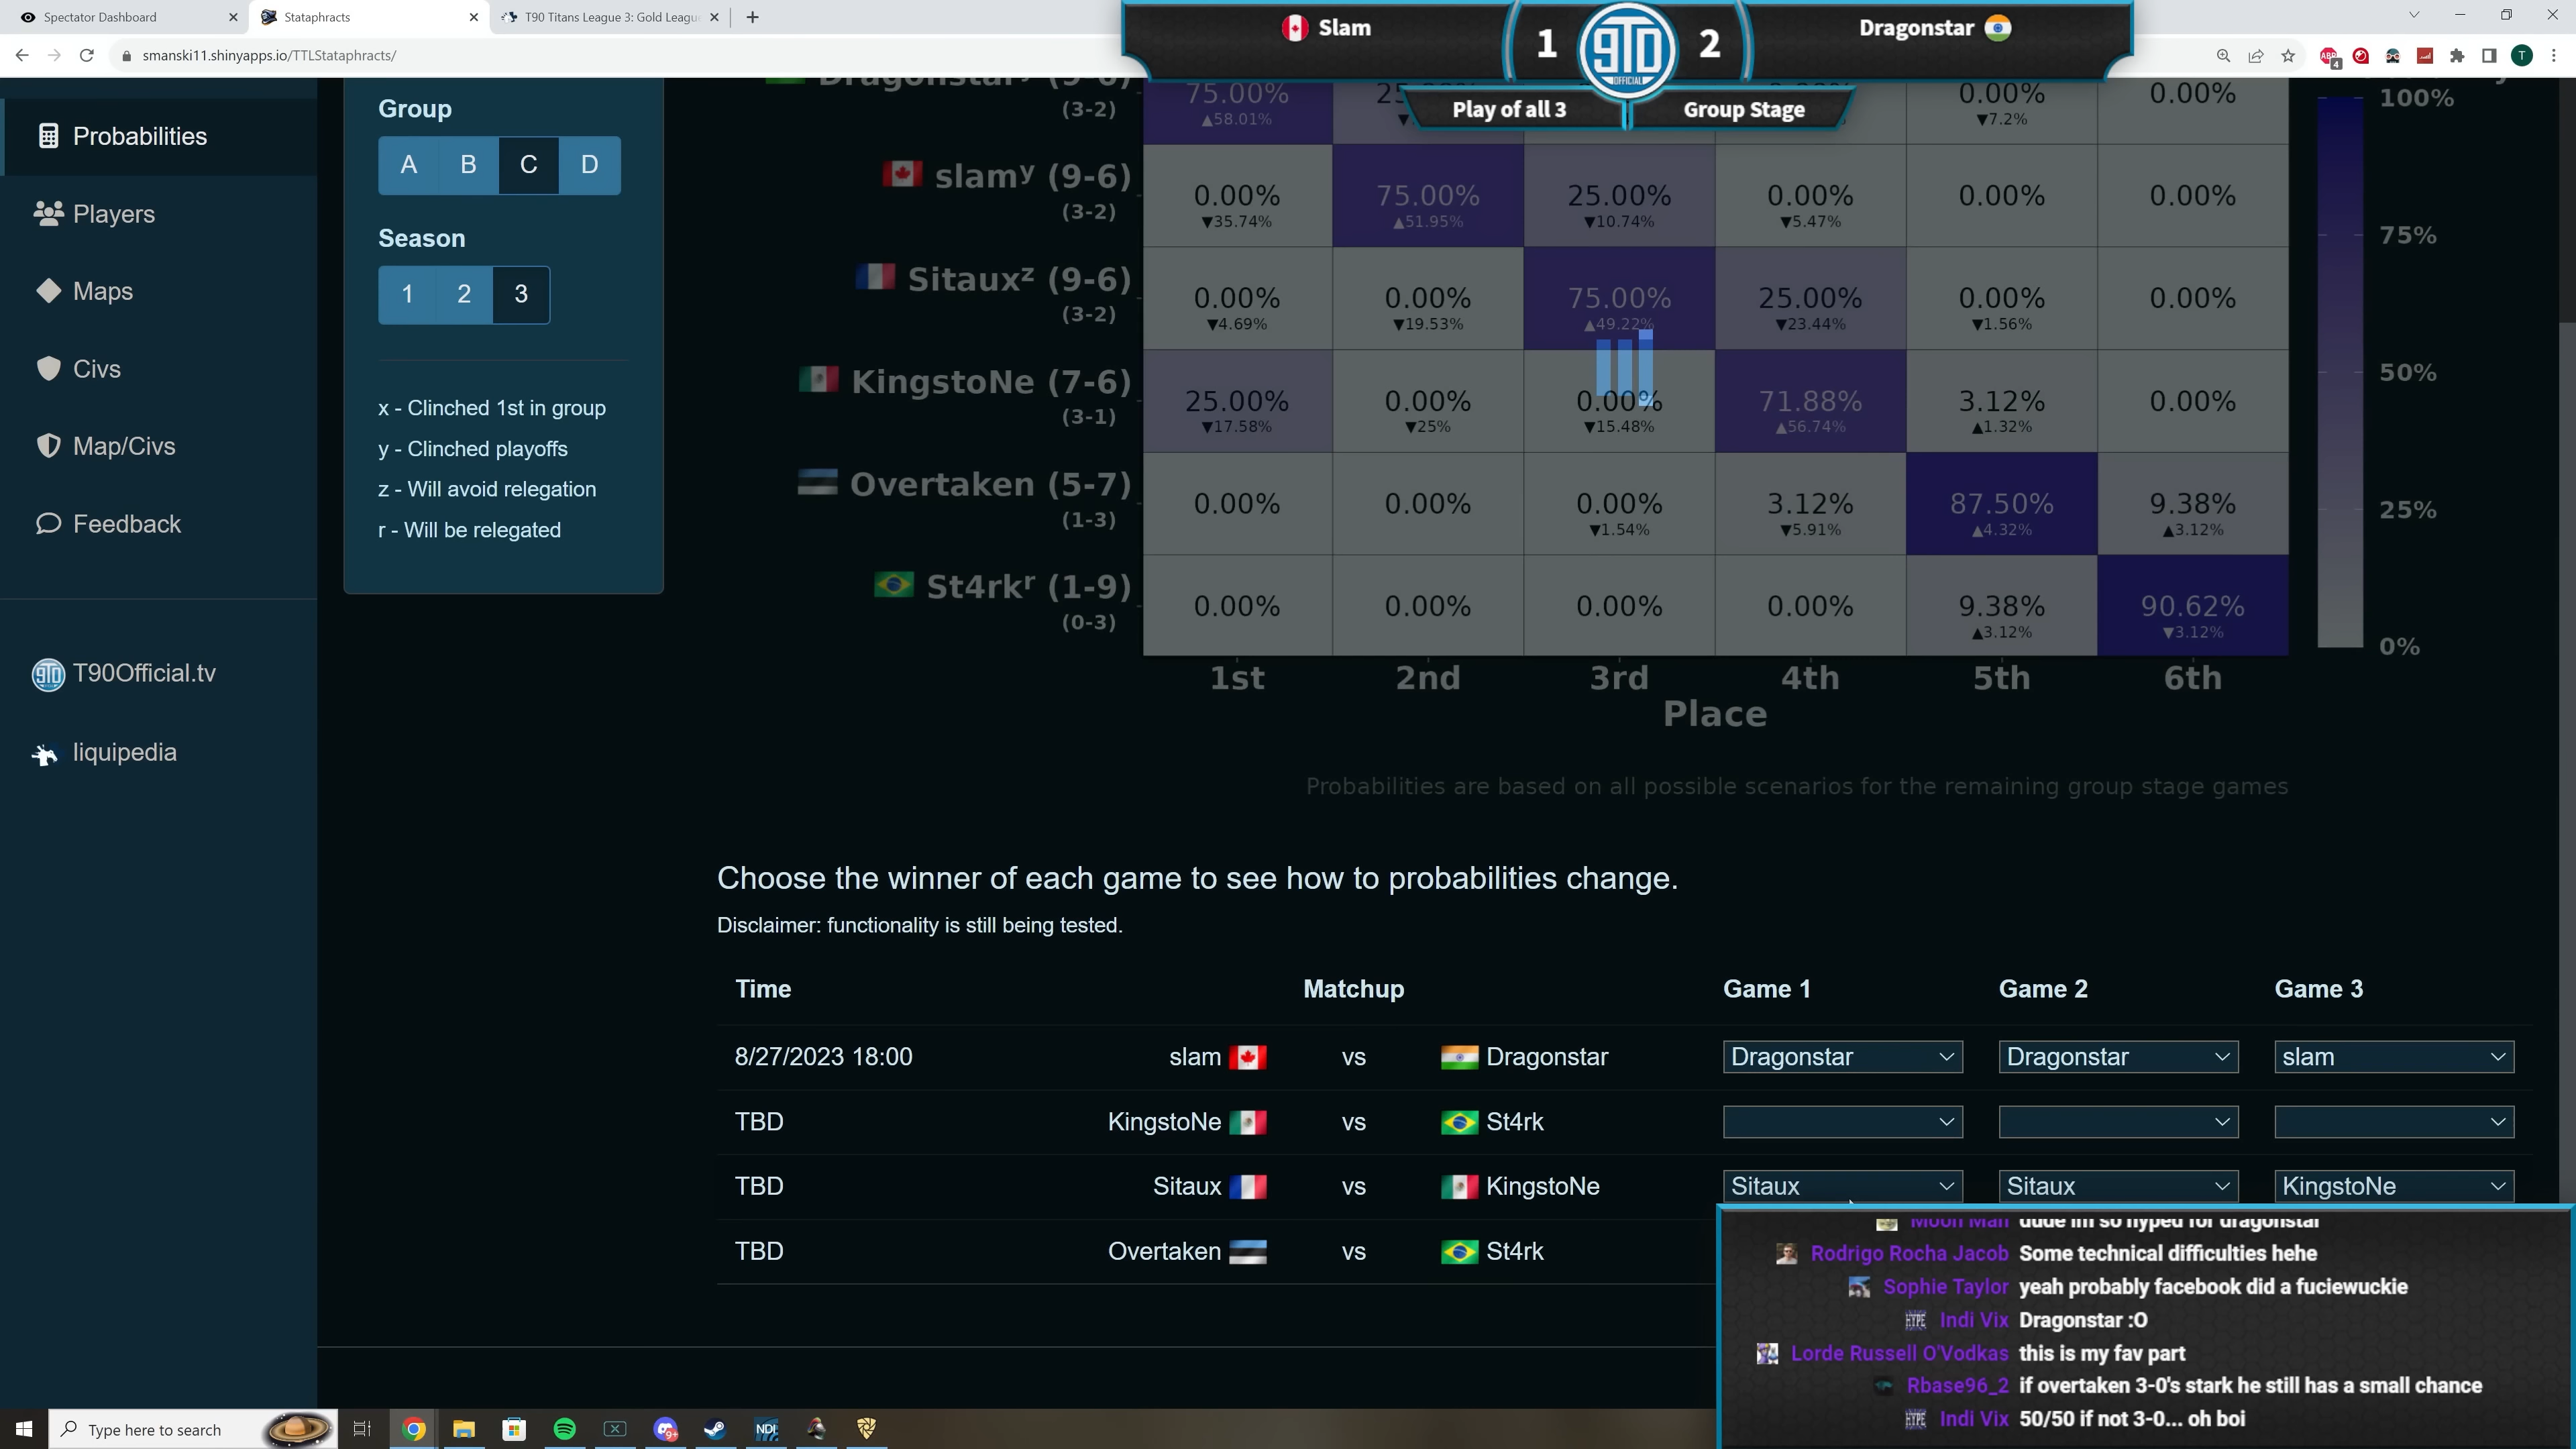 Spectator Dashboard
Stataphracts
T90 Titans League 3: Gold Leagu
smanski11.shinyapps.io/TTLStataphracts/
Slam
1
9TD
OFFICIAL
2
Dragonstar
Play of all 3
Group Stage
Probabilities
Players
Maps
Civs
Map/Civs
Feedback
T90Official.tv
liquipedia
Group
A B C D
Season
1 2 3
x - Clinched 1st in group
y - Clinched playoffs
z - Will avoid relegation
r - Will be relegated
(3-2)
75.00% 0.00% 0.00%
▲58.01% ▼7.2%
slamʸ (9-6)
(3-2)
0.00% 75.00% 25.00% 0.00% 0.00% 0.00%
▼35.74% ▲51.95% ▼10.74% ▼5.47%
Sitauxᶻ (9-6)
(3-2)
0.00% 0.00% 75.00% 25.00% 0.00% 0.00%
▼4.69% ▼19.53% ▲49.22% ▼23.44% ▼1.56%
KingstoNe (7-6)
(3-1)
25.00% 0.00% 0.00% 71.88% 3.12% 0.00%
▼17.58% ▼25% ▼15.48% ▲56.74% ▲1.32%
Overtaken (5-7)
(1-3)
0.00% 0.00% 0.00% 3.12% 87.50% 9.38%
▼1.54% ▼5.91% ▲4.32% ▲3.12%
St4rkʳ (1-9)
(0-3)
0.00% 0.00% 0.00% 0.00% 9.38% 90.62%
▲3.12% ▼3.12%
1st 2nd 3rd 4th 5th 6th
Place
100%
75%
50%
25%
0%
Probabilities are based on all possible scenarios for the remaining group stage games
Choose the winner of each game to see how to probabilities change.
Disclaimer: functionality is still being tested.
Time Matchup Game 1 Game 2 Game 3
8/27/2023 18:00 slam vs Dragonstar Dragonstar Dragonstar slam
TBD KingstoNe vs St4rk
TBD Sitaux vs KingstoNe Sitaux Sitaux KingstoNe
TBD Overtaken vs St4rk
Moon Man dude im so hyped for dragonstar
Rodrigo Rocha Jacob Some technical difficulties hehe
Sophie Taylor yeah probably facebook did a fuciewuckie
Indi Vix Dragonstar :O
Lorde Russell O'Vodkas this is my fav part
Rbase96_2 if overtaken 3-0's stark he still has a small chance
Indi Vix 50/50 if not 3-0... oh boi
Type here to search